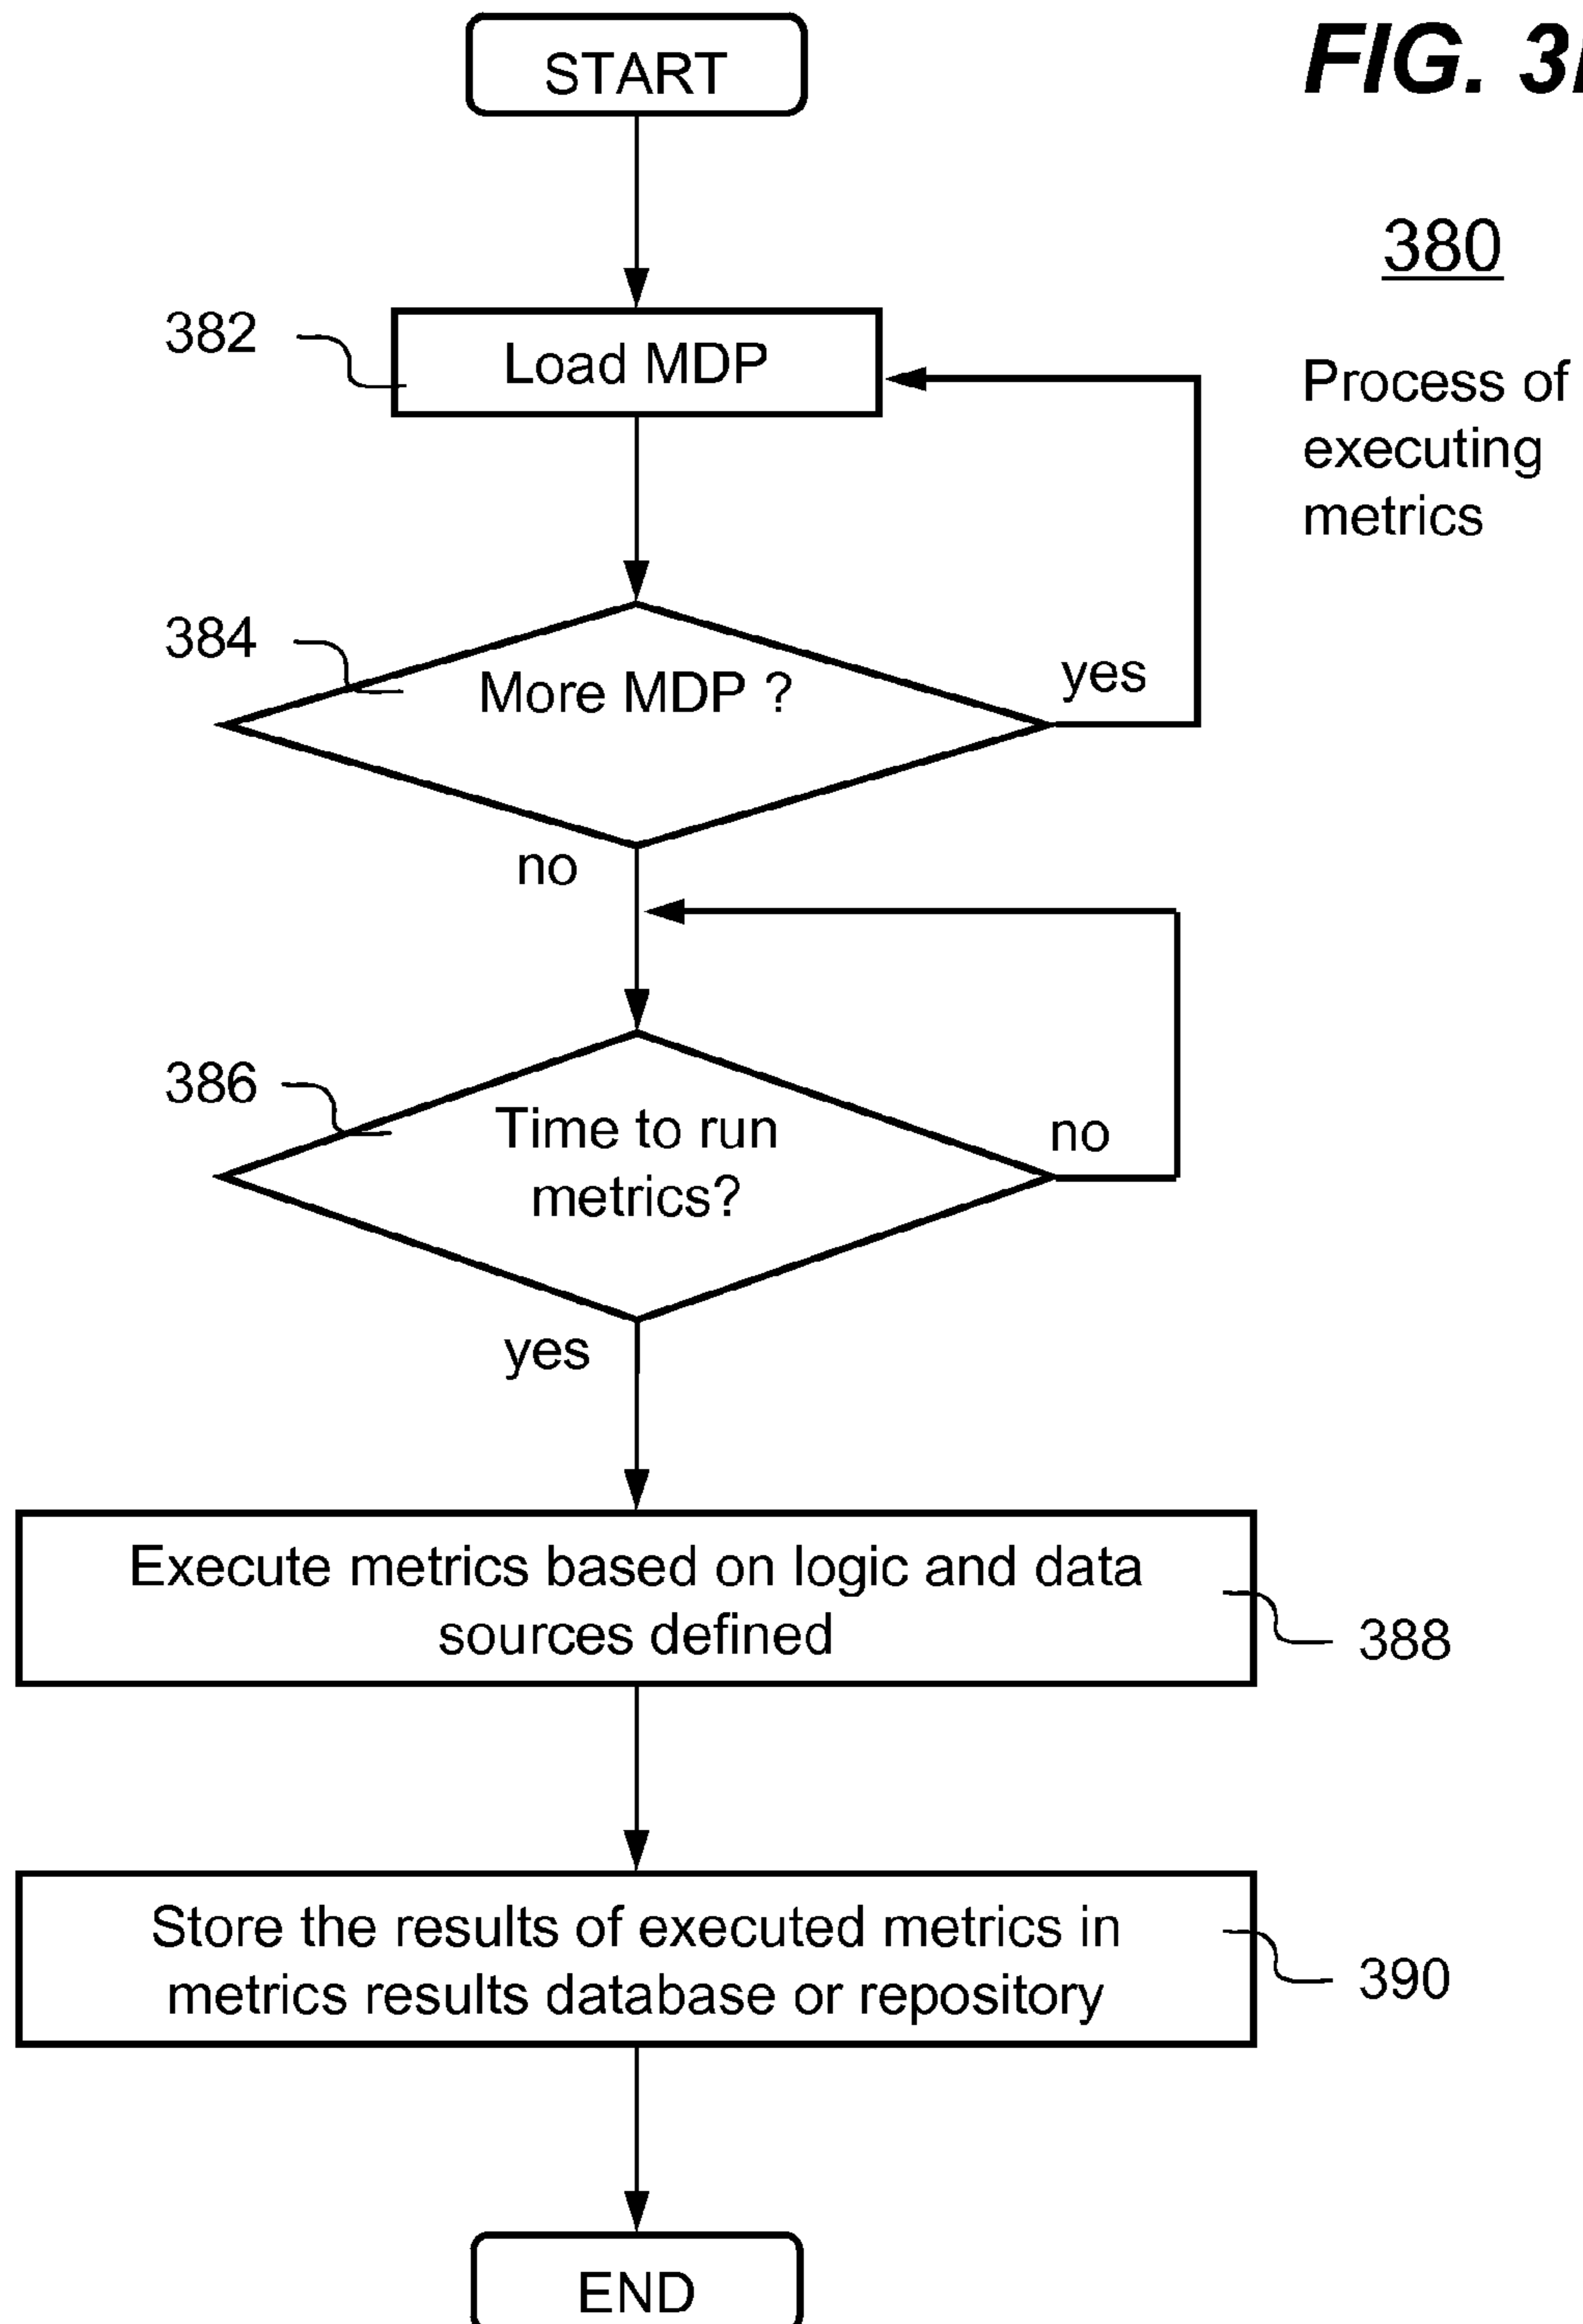 START
FIG. 3
380
Process of
executing
metrics
382
Load MDP
384
More MDP ?
yes
no
386
Time to run
metrics?
no
yes
Execute metrics based on logic and data
sources defined
388
Store the results of executed metrics in
metrics results database or repository
390
END